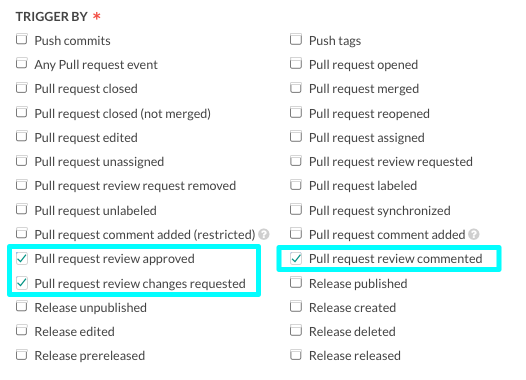 TRIGGER BY *
Push commits
Push tags
Any Pull request event
Pull request opened
Pull request closed
Pull request merged
Pull request closed (not merged)
Pull request reopened
Pull request edited
Pull request assigned
Pull request unassigned
Pull request review requested
Pull request review request removed
Pull request labeled
Pull request unlabeled
Pull request synchronized
Pull request comment added (restricted) ?
Pull request comment added ?
Pull request review approved
Pull request review commented
Pull request review changes requested
Release published
Release unpublished
Release created
Release edited
Release deleted
Release prereleased
Release released